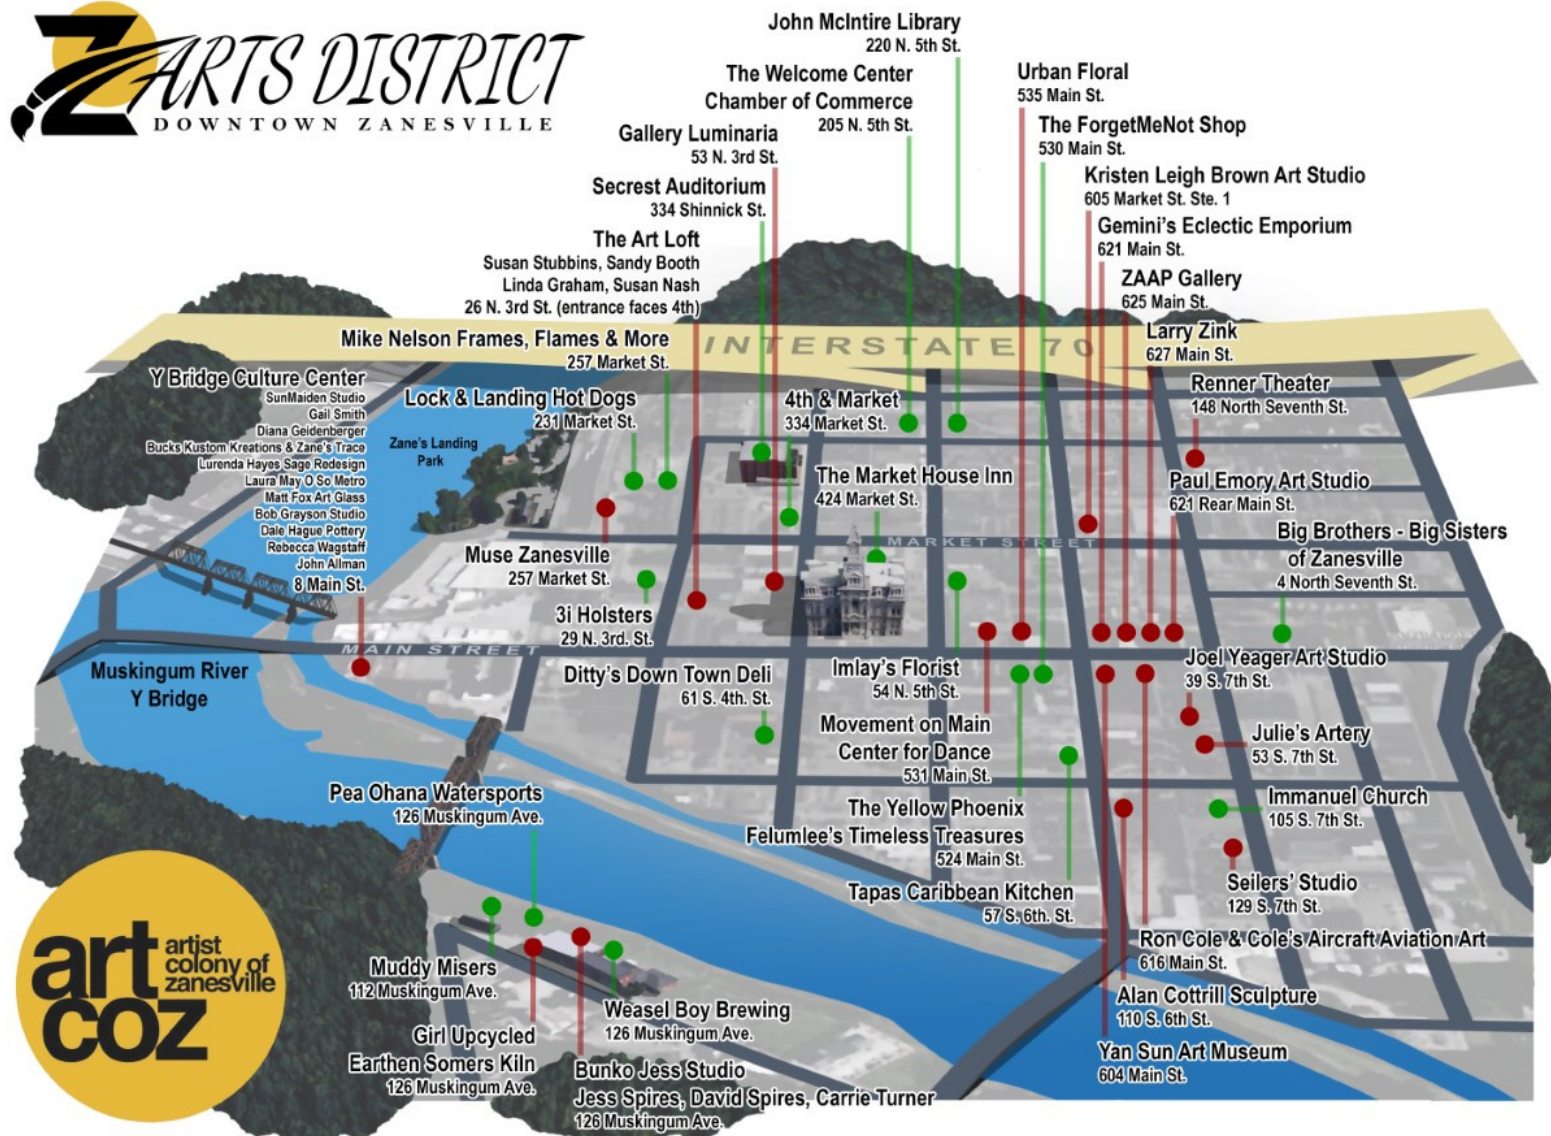 Z ARTS DISTRICT
DOWNTOWN ZANESVILLE
John McIntire Library
220 N. 5th St.
The Welcome Center
Chamber of Commerce
205 N. 5th St.
Urban Floral
535 Main St.
The ForgetMeNot Shop
530 Main St.
Gallery Luminaria
53 N. 3rd St.
Kristen Leigh Brown Art Studio
605 Market St. Ste. 1
Secrest Auditorium
334 Shinnick St.
Gemini's Eclectic Emporium
621 Main St.
The Art Loft
Susan Stubbins, Sandy Booth
Linda Graham, Susan Nash
26 N. 3rd St. (entrance faces 4th)
ZAAP Gallery
625 Main St.
Mike Nelson Frames, Flames & More
257 Market St.
INTERSTATE 70
Larry Zink
627 Main St.
Y Bridge Culture Center
SunMaiden Studio
Gail Smith
Diana Geidenberger
Bucks Kustom Kreations & Zane's Trace
Lurenda Hayes Sage Redesign
Laura May O So Metro
Matt Fox Art Glass
Bob Grayson Studio
Dale Hague Pottery
Rebecca Wagstaff
John Allman
8 Main St.
Lock & Landing Hot Dogs
231 Market St.
4th & Market
334 Market St.
Renner Theater
148 North Seventh St.
Zane's Landing
Park
The Market House Inn
424 Market St.
Paul Emory Art Studio
621 Rear Main St.
Big Brothers - Big Sisters
of Zanesville
4 North Seventh St.
MARKET STREET
Muse Zanesville
257 Market St.
3i Holsters
29 N. 3rd. St.
MAIN STREET
Muskingum River
Y Bridge
Ditty's Down Town Deli
61 S. 4th. St.
Imlay's Florist
54 N. 5th St.
Joel Yeager Art Studio
39 S. 7th St.
Movement on Main
Center for Dance
531 Main St.
Julie's Artery
53 S. 7th St.
Pea Ohana Watersports
126 Muskingum Ave.
The Yellow Phoenix
Felumlee's Timeless Treasures
524 Main St.
Immanuel Church
105 S. 7th St.
Tapas Caribbean Kitchen
57 S. 6th. St.
Seilers' Studio
129 S. 7th St.
art
coz
artist
colony of
zanesville
Muddy Misers
112 Muskingum Ave.
Ron Cole & Cole's Aircraft Aviation Art
616 Main St.
Girl Upcycled
Earthen Somers Kiln
126 Muskingum Ave.
Weasel Boy Brewing
126 Muskingum Ave.
Alan Cottrill Sculpture
110 S. 6th St.
Bunko Jess Studio
Jess Spires, David Spires, Carrie Turner
126 Muskingum Ave.
Yan Sun Art Museum
604 Main St.